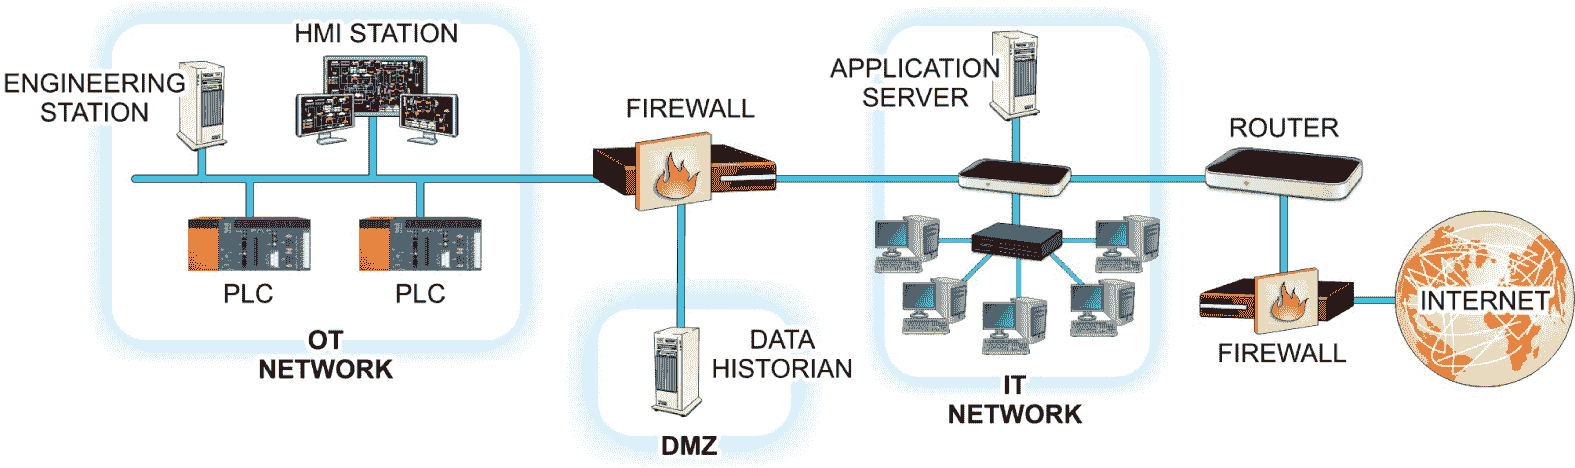 HMI STATION
ENGINEERING
STATION
PLC
PLC
OT
NETWORK
FIREWALL
DATA
HISTORIAN
DMZ
APPLICATION
SERVER
IT
NETWORK
ROUTER
FIREWALL
INTERNET